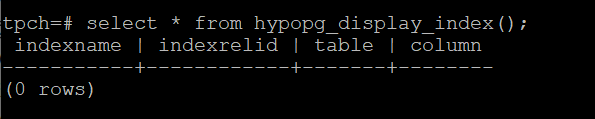 tpch=# select * from hypopg_display_index();
 indexname | indexrelid | table | column
-----------+------------+-------+--------
(0 rows)